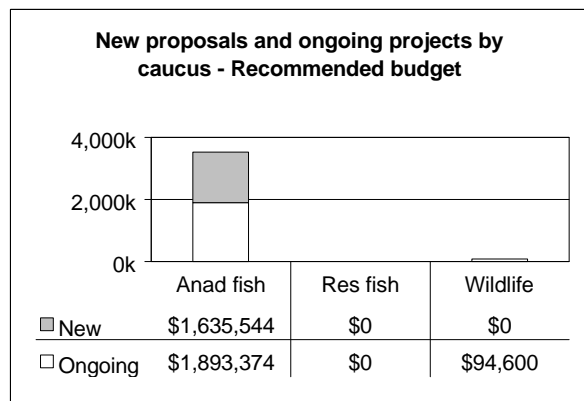 New proposals and ongoing projects by
caucus - Recommended budget
4,000k
2,000k
0k
Anad fish Res fish Wildlife
New $1,635,544 $0 $0
Ongoing $1,893,374 $0 $94,600